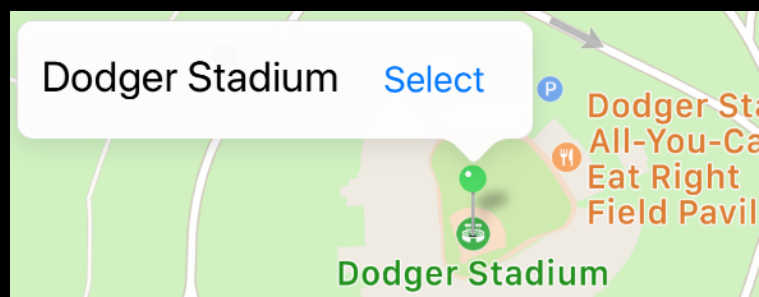 Dodger Stadium Select
P
Dodger Sta
All-You-Ca
Eat Right
Field Pavil
Dodger Stadium